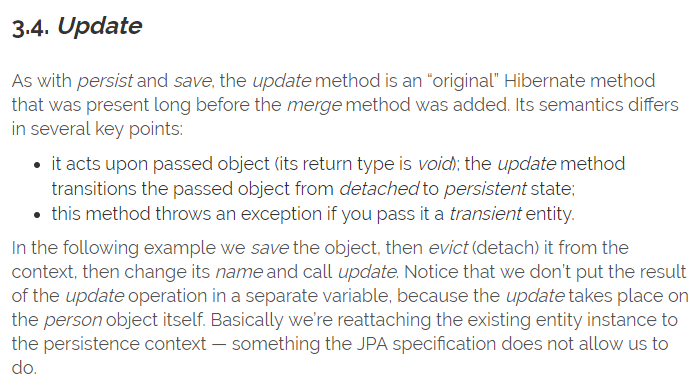 3.4. Update
As with persist and save, the update method is an “original” Hibernate method
that was present long before the merge method was added. Its semantics differs
in several key points:
• it acts upon passed object (its return type is void); the update method
transitions the passed object from detached to persistent state;
• this method throws an exception if you pass it a transient entity.
In the following example we save the object, then evict (detach) it from the
context, then change its name and call update. Notice that we don’t put the result
of the update operation in a separate variable, because the update takes place on
the person object itself. Basically we’re reattaching the existing entity instance to
the persistence context — something the JPA specification does not allow us to
do.